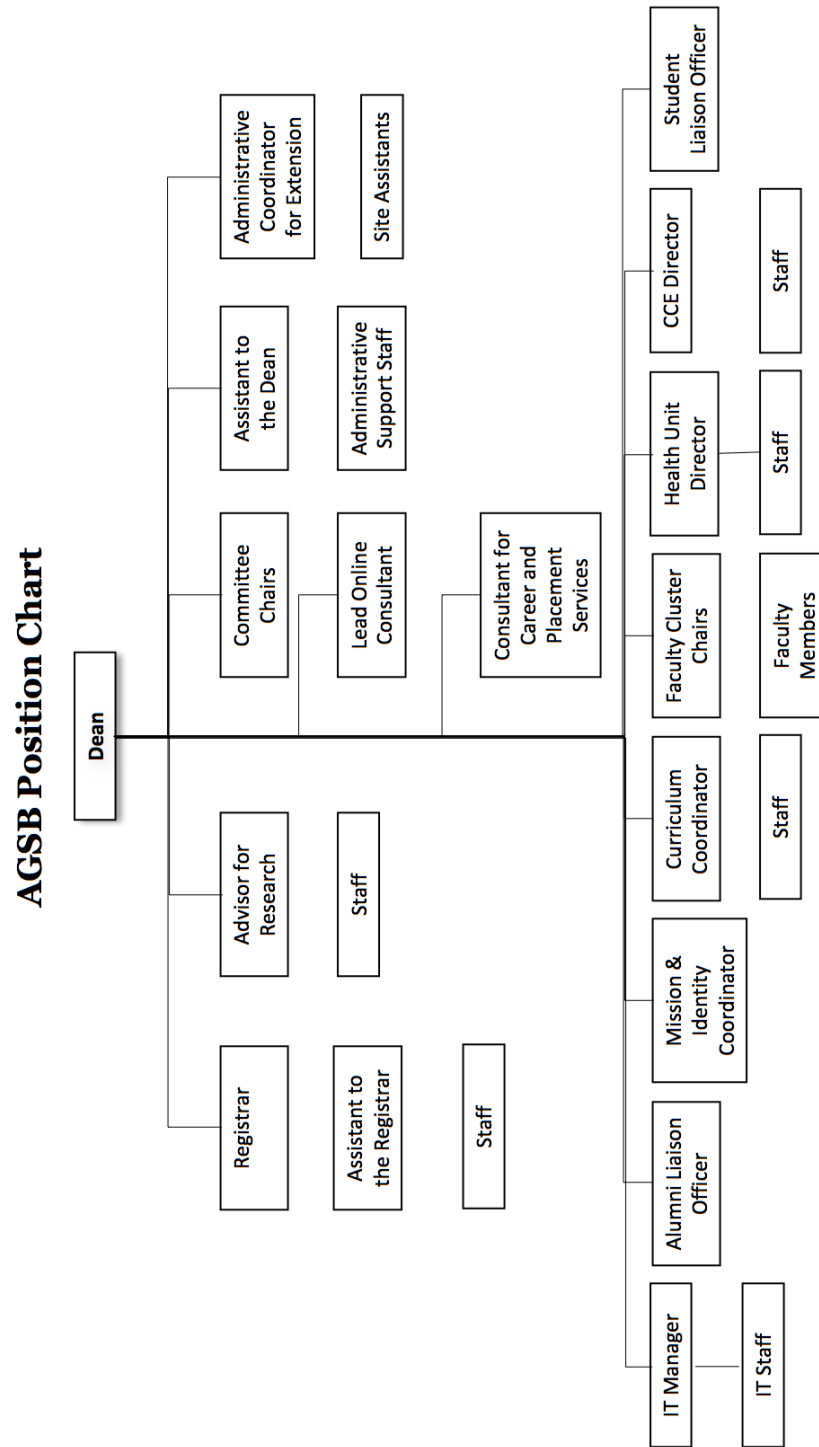 AGSB Position Chart
Dean
Registrar
Advisor for
Research
Committee
Chairs
Assistant to
the Dean
Administrative
Coordinator
for Extension
Assistant to
the Registrar
Staff
Lead Online
Consultant
Administrative
Support Staff
Site Assistants
Staff
Consultant for
Career and
Placement
Services
IT Manager
Alumni Liaison
Officer
Mission &
Identity
Coordinator
Curriculum
Coordinator
Faculty Cluster
Chairs
Health Unit
Director
CCE Director
Student
Liaison Officer
IT Staff
Staff
Faculty
Members
Staff
Staff